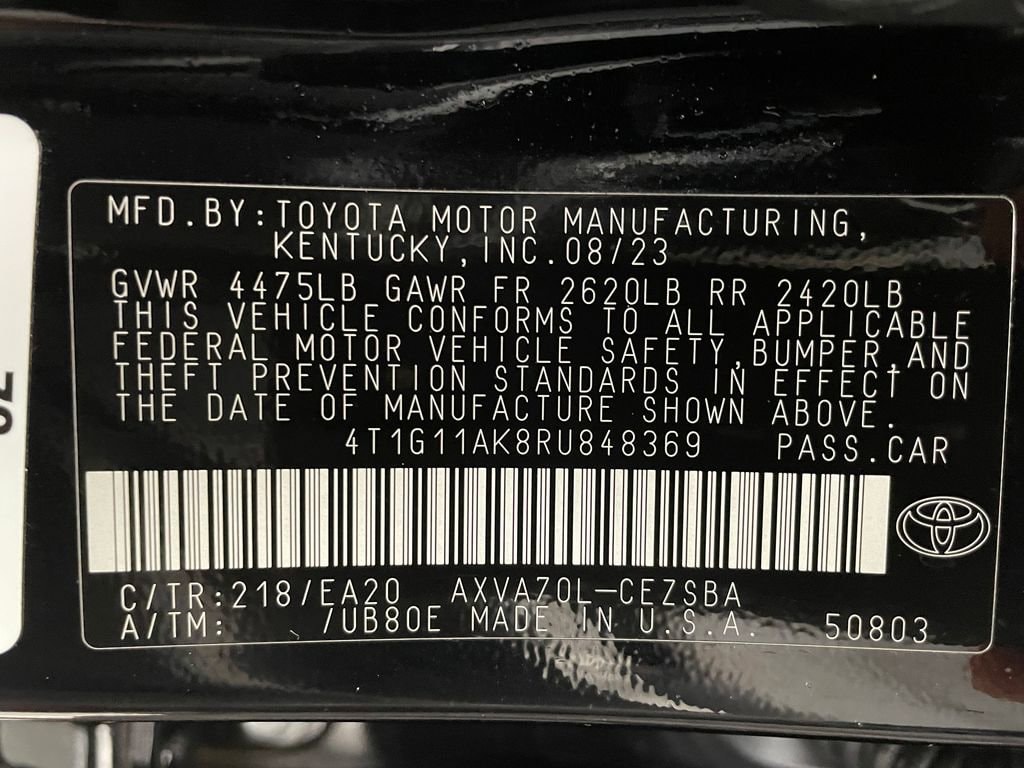 MFD.BY:TOYOTA MOTOR MANUFACTURING,
KENTUCKY,INC.08/23
GVWR 4475LB GAWR FR 2620LB RR 2420LB
THIS VEHICLE CONFORMS TO ALL APPLICABLE
FEDERAL MOTOR VEHICLE SAFETY,BUMPER,AND
THEFT PREVENTION STANDARDS IN EFFECT ON
THE DATE OF MANUFACTURE SHOWN ABOVE.
4T1G11AK8RU848369 PASS.CAR
C/TR:218/EA20 AXVA70L-CEZSBA
A/TM: /UB80E MADE IN U.S.A. 50803